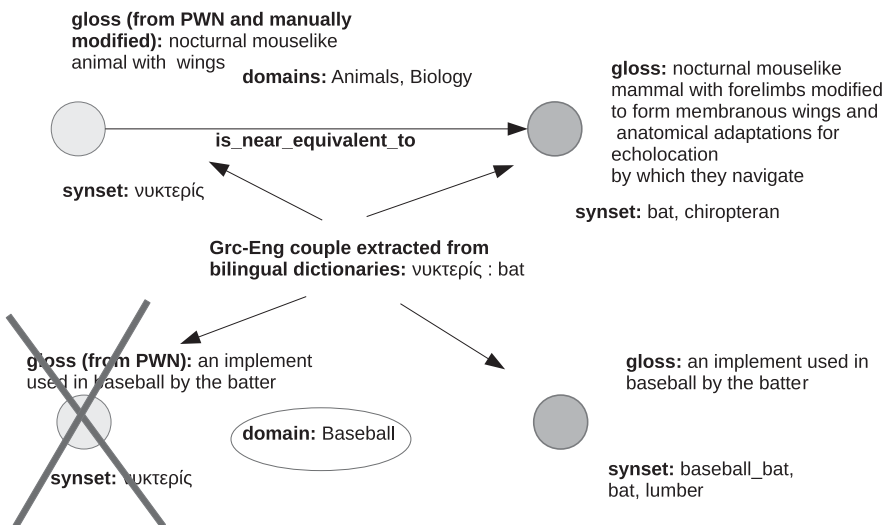 gloss (from PWN and manually
modified): nocturnal mouselike
animal with wings
domains: Animals, Biology
gloss: nocturnal mouselike
mammal with forelimbs modified
to form membranous wings and
anatomical adaptations for
echolocation
by which they navigate
is_near_equivalent_to
synset: νυκτερίς
synset: bat, chiropteran
Grc-Eng couple extracted from
bilingual dictionaries: νυκτερίς : bat
gloss (from PWN): an implement
used in baseball by the batter
gloss: an implement used in
baseball by the batter
domain: Baseball
synset: νυκτερίς
synset: baseball_bat,
bat, lumber